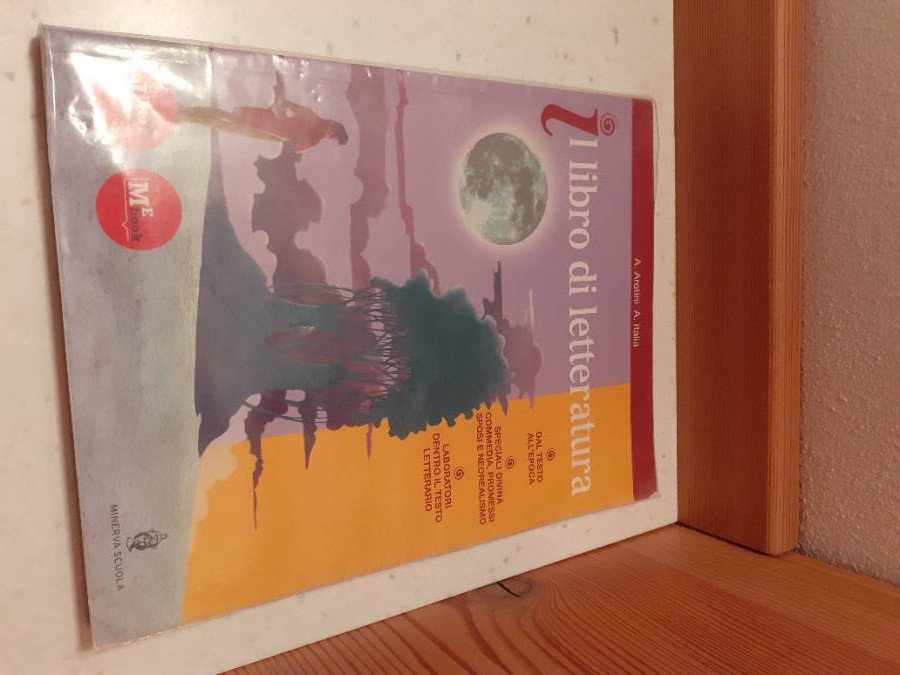 A. Aretini A. Italia
Il libro di letteratura
DAL TESTO
ALL'EPOCA
SPECIALI DIVINA
COMMEDIA, PROMESSI
SPOSI E NEOREALISMO
LABORATORI
DENTRO IL TESTO
LETTERARIO
ME
book
MINERVA SCUOLA